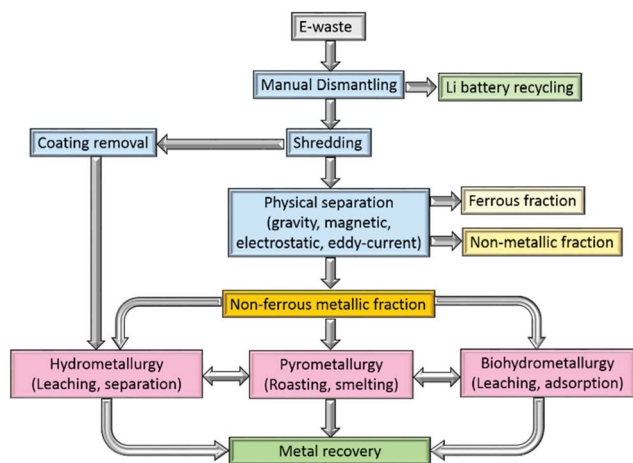 E-waste
Manual Dismantling
Li battery recycling
Coating removal
Shredding
Physical separation
(gravity, magnetic,
electrostatic, eddy-current)
Ferrous fraction
Non-metallic fraction
Non-ferrous metallic fraction
Hydrometallurgy
(Leaching, separation)
Pyrometallurgy
(Roasting, smelting)
Biohydrometallurgy
(Leaching, adsorption)
Metal recovery